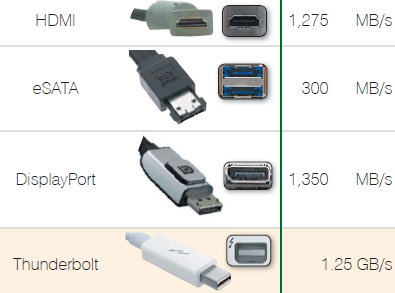 HDMI 1,275 MB/s
eSATA 300 MB/s
DisplayPort 1,350 MB/s
Thunderbolt 1.25 GB/s